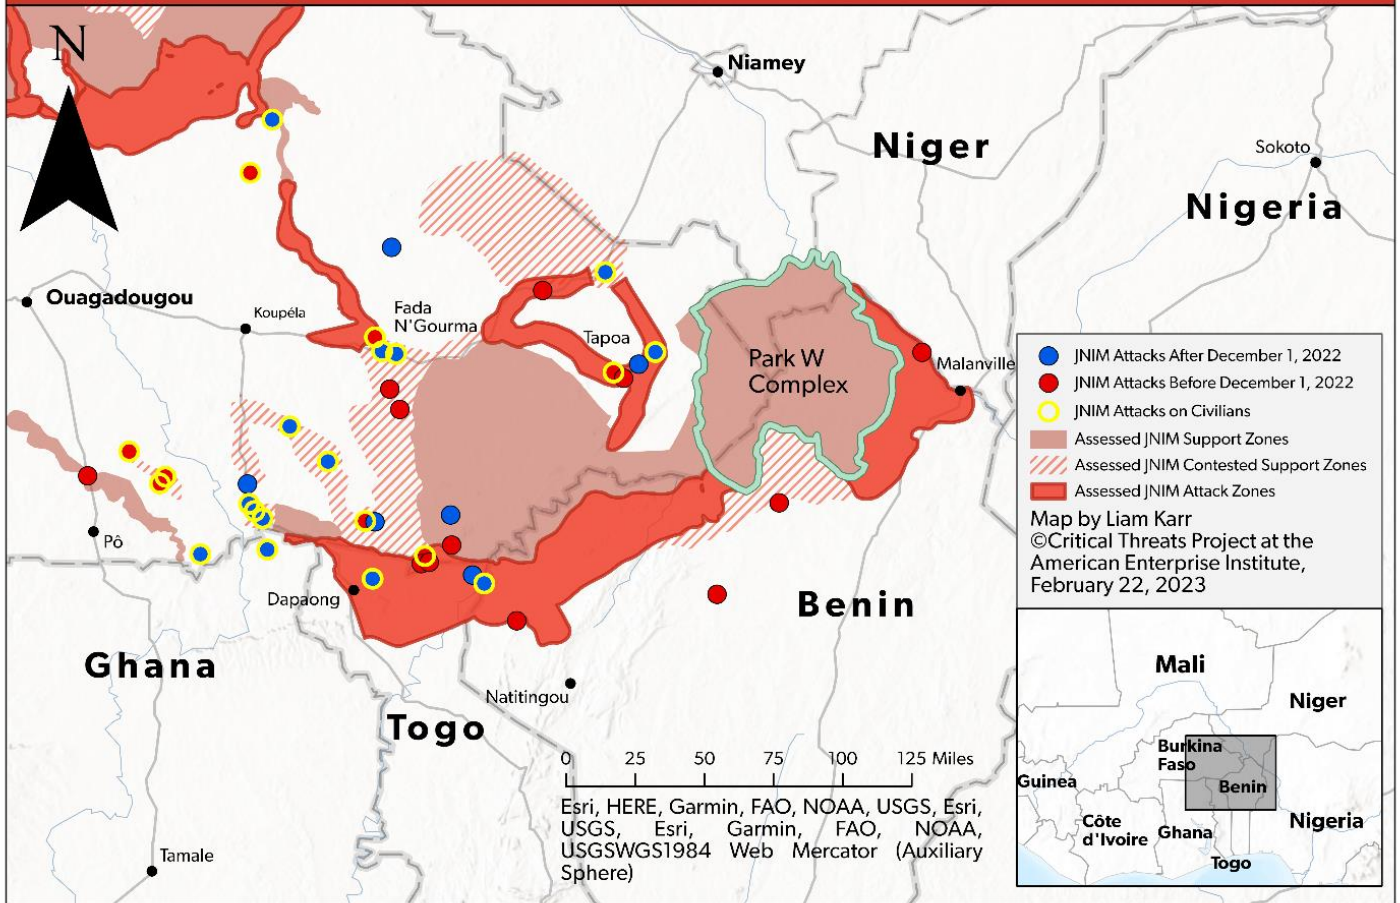 N
Niamey
Niger
Sokoto
Nigeria
Ouagadougou
Koupéla
Fada
N'Gourma
Tapoa
Park W
Complex
Malanville
JNIM Attacks After December 1, 2022
JNIM Attacks Before December 1, 2022
JNIM Attacks on Civilians
Assessed JNIM Support Zones
Assessed JNIM Contested Support Zones
Assessed JNIM Attack Zones
Map by Liam Karr
©Critical Threats Project at the
American Enterprise Institute,
February 22, 2023
Pô
Dapaong
Benin
Ghana
Natitingou
Togo
0 25 50 75 100 125 Miles
Esri, HERE, Garmin, FAO, NOAA, USGS, Esri,
USGS, Esri, Garmin, FAO, NOAA,
USGSWGS1984 Web Mercator (Auxiliary
Sphere)
Tamale
Mali
Niger
Burkina
Faso
Guinea
Benin
Côte
d'Ivoire
Ghana
Nigeria
Togo